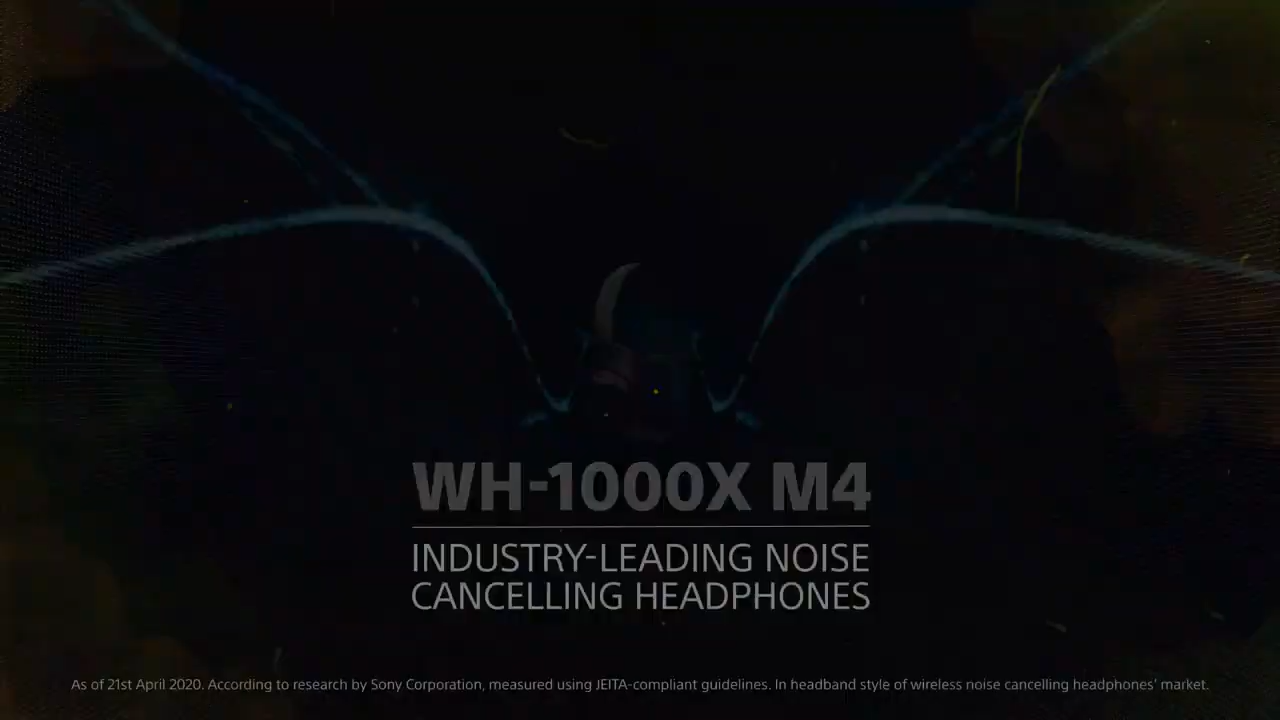 WH-1000X M4
INDUSTRY-LEADING NOISE
CANCELLING HEADPHONES
As of 21st April 2020. According to research by Sony Corporation, measured using JEITA-compliant guidelines. In headband style of wireless noise cancelling headphones' market.